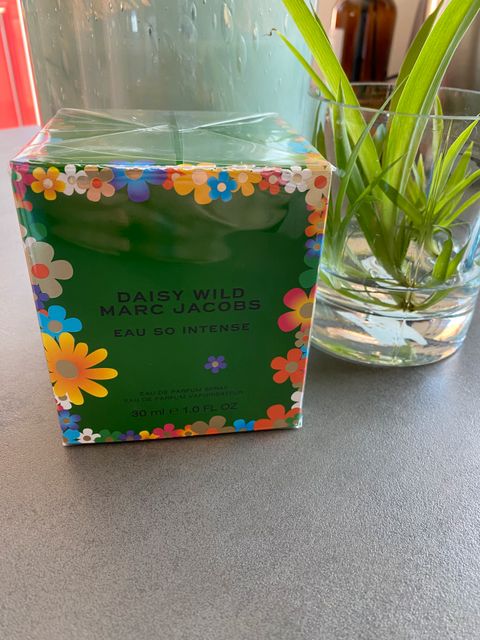 DAISY WILD
MARC JACOBS
EAU SO INTENSE
EAU DE PARFUM SPRAY
EAU DE PARFUM VAPORISATEUR
30 ml ℮ 1.0 FL OZ